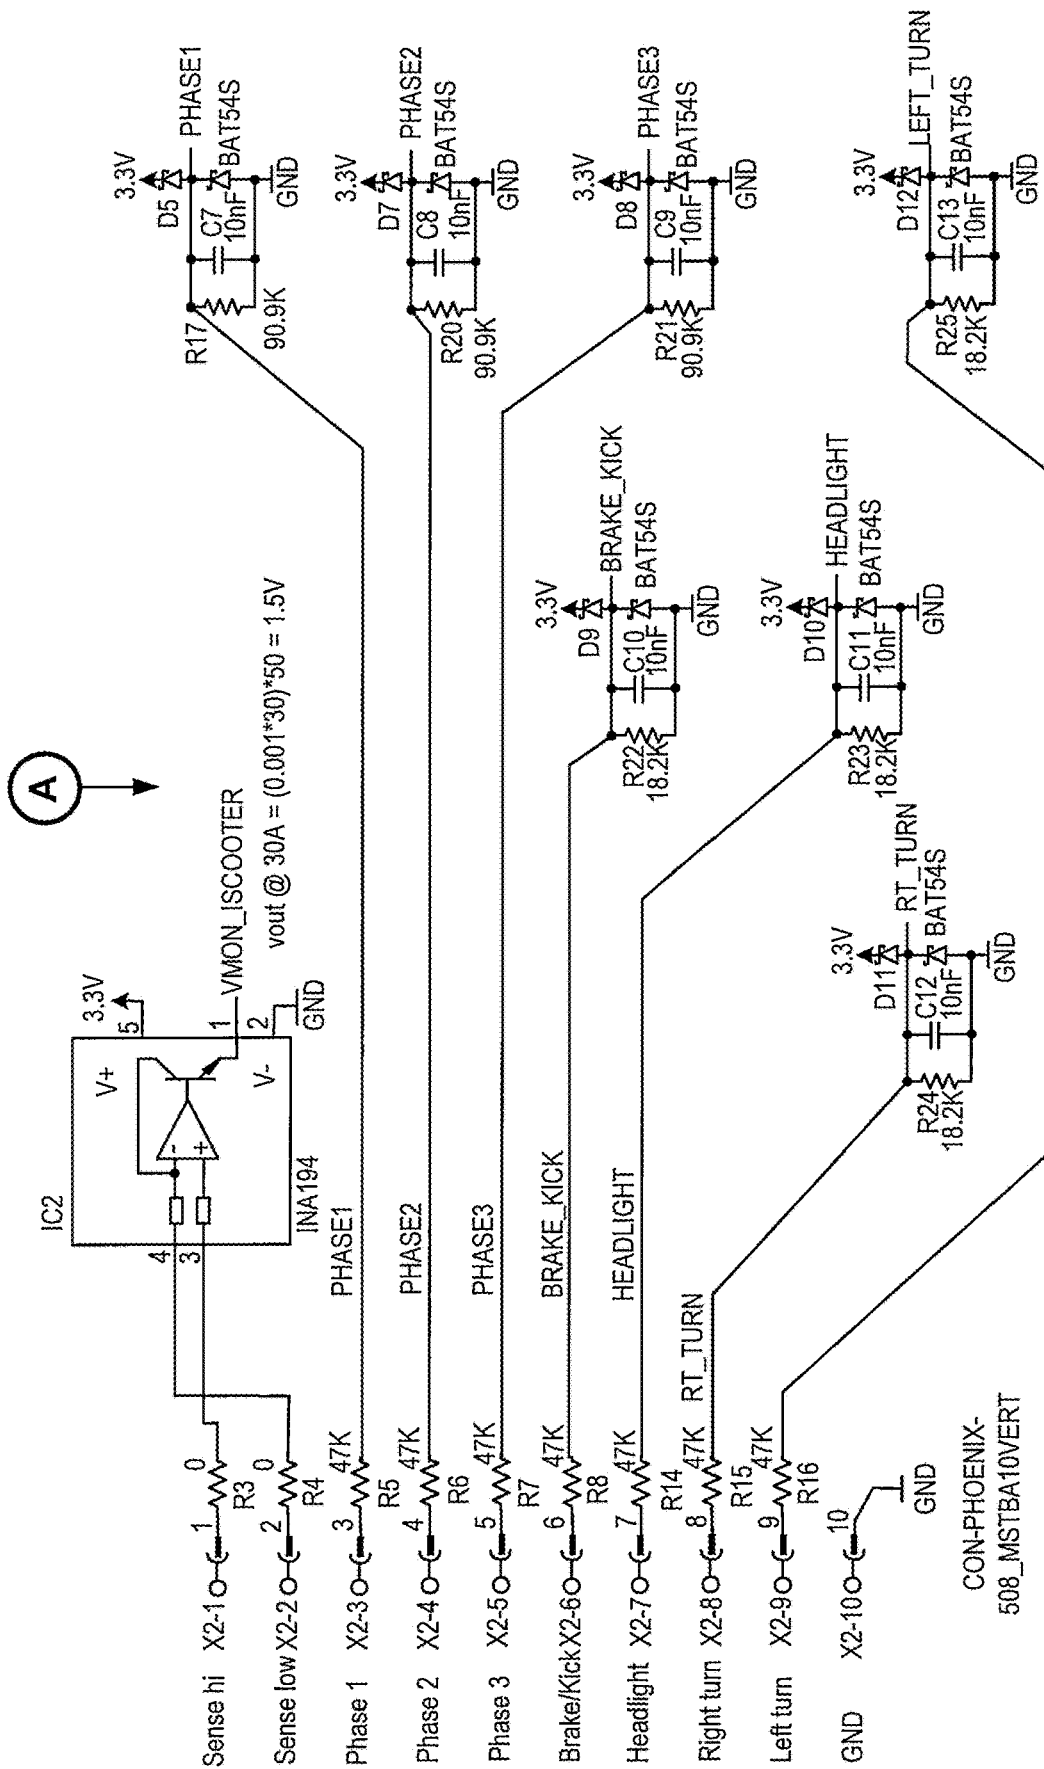 A
IC2
V+
V-
-
+
INA194
4
3
5
3.3V
1
VMON_ISCOOTER
2
GND
vout @ 30A = (0.001*30)*50 = 1.5V
Sense hi X2-1 1 0
R3
Sense low X2-2 2 0
R4
Phase 1 X2-3 3 47K
R5
PHASE1
Phase 2 X2-4 4 47K
R6
PHASE2
Phase 3 X2-5 5 47K
R7
PHASE3
Brake/Kick X2-6 6 47K
R8
BRAKE_KICK
Headlight X2-7 7 47K
R14
HEADLIGHT
Right turn X2-8 8 47K
R15
RT_TURN
Left turn X2-9 9 47K
R16
GND X2-10 10
GND
CON-PHOENIX-
508_MSTBA10VERT
3.3V
D5
PHASE1
R17
C7
10nF
BAT54S
90.9K
GND
3.3V
D7
PHASE2
R20
C8
10nF
BAT54S
90.9K
GND
3.3V
D8
PHASE3
R21
C9
10nF
BAT54S
90.9K
GND
3.3V
D9
BRAKE_KICK
R22
C10
10nF
BAT54S
18.2K
GND
3.3V
D10
HEADLIGHT
R23
C11
10nF
BAT54S
18.2K
GND
3.3V
D11
RT_TURN
R24
C12
10nF
BAT54S
18.2K
GND
3.3V
D12
LEFT_TURN
R25
C13
10nF
BAT54S
18.2K
GND